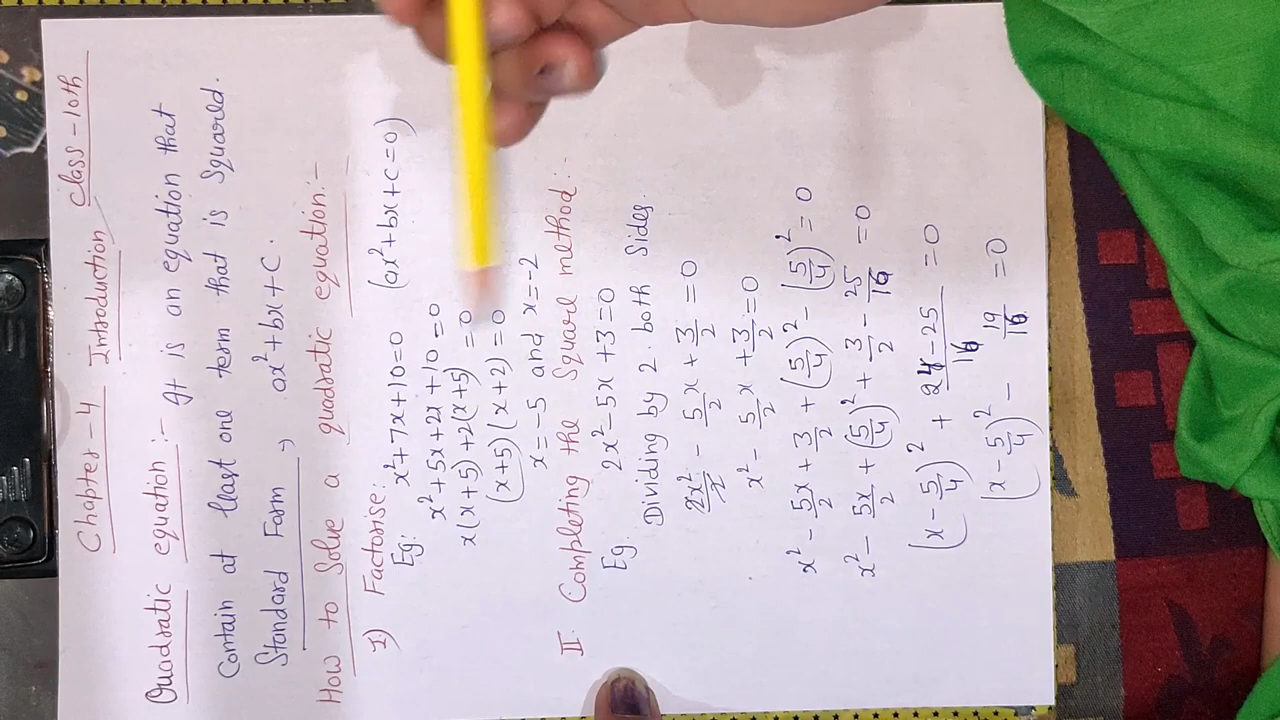 Chapter - 4 Introduction class - 10th
Quadratic equation :- It is an equation that
Contain at least one term that is Squared.
Standard Form → ax² + bx + C.
How to Solve a quadratic equation:-
I) Factorise: (ax² + bx + c = 0)
Eg. x² + 7x + 10 = 0
x² + 5x + 2x + 10 = 0
x(x+5) + 2(x+5) = 0
(x+5)(x+2) = 0
x = -5 and x = -2
II. Completing the Square method:-
Eg. 2x² - 5x + 3 = 0
Dividing by 2 both Sides.
2x²/2 - 5/2 x + 3/2 = 0
x² - 5/2 x + 3/2 = 0
x² - 5x/2 + 3/2 + (5/4)² - (5/4)² = 0
x² - 5x/2 + (5/4)² + 3/2 - 25/16 = 0
(x - 5/4)² + 24-25/16 = 0
(x - 5/4)² - 19/16 = 0